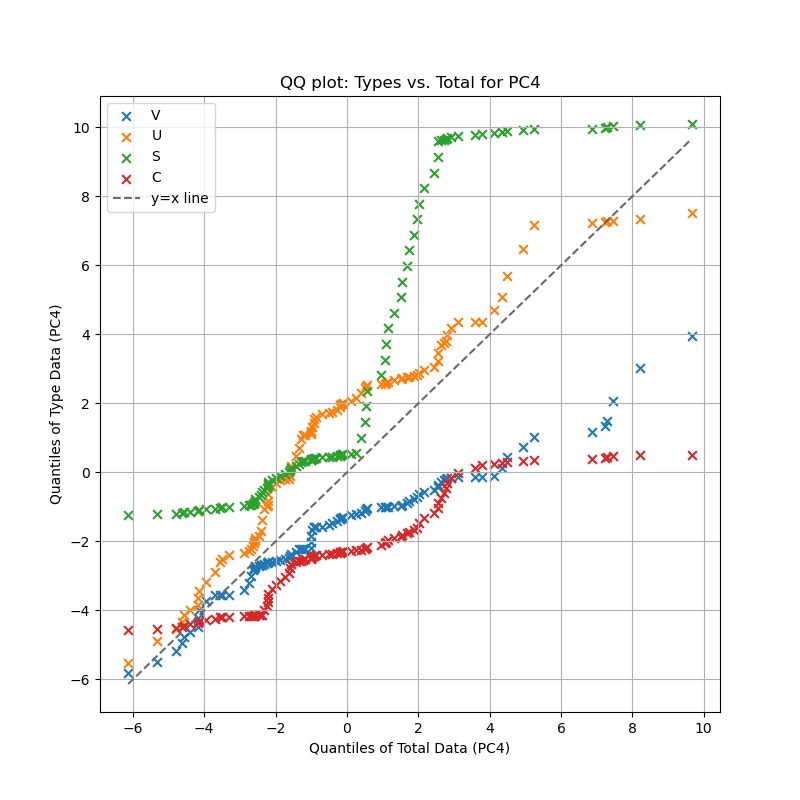 QQ plot: Types vs. Total for PC4
V
U
S
C
y=x line
10
8
6
4
2
0
−2
−4
−6
Quantiles of Type Data (PC4)
−6 −4 −2 0 2 4 6 8 10
Quantiles of Total Data (PC4)